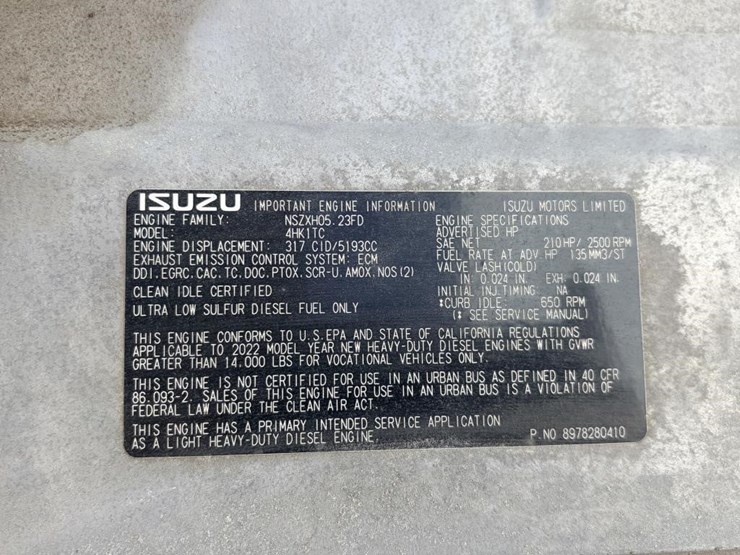 ISUZU IMPORTANT ENGINE INFORMATION ISUZU MOTORS LIMITED
ENGINE FAMILY: NSZXH05.23FD
MODEL: 4HK1TC
ENGINE DISPLACEMENT: 317 CID/5193CC
EXHAUST EMISSION CONTROL SYSTEM: ECM
DDI, EGRC, CAC, TC, DOC, PTOX, SCR-U, AMOX, NOS (2)
CLEAN IDLE CERTIFIED
ULTRA LOW SULFUR DIESEL FUEL ONLY
ENGINE SPECIFICATIONS
ADVERTISED HP
SAE NET 210 HP/ 2500 RPM
FUEL RATE AT ADV. HP 135 MM3/ST
VALVE LASH(COLD)
IN. 0.024 IN. EXH. 0.024 IN.
INITIAL INJ.TIMING NA
*CURB IDLE 650 RPM
(* SEE SERVICE MANUAL)
THIS ENGINE CONFORMS TO U.S.EPA AND STATE OF CALIFORNIA REGULATIONS
APPLICABLE TO 2022 MODEL YEAR NEW HEAVY-DUTY DIESEL ENGINES WITH GVWR
GREATER THAN 14,000 LBS FOR VOCATIONAL VEHICLES ONLY.
THIS ENGINE IS NOT CERTIFIED FOR USE IN AN URBAN BUS AS DEFINED IN 40 CFR
86.093-2. SALES OF THIS ENGINE FOR USE IN AN URBAN BUS IS A VIOLATION OF
FEDERAL LAW UNDER THE CLEAN AIR ACT.
THIS ENGINE HAS A PRIMARY INTENDED SERVICE APPLICATION
AS A LIGHT HEAVY-DUTY DIESEL ENGINE.
P.NO 8978280410